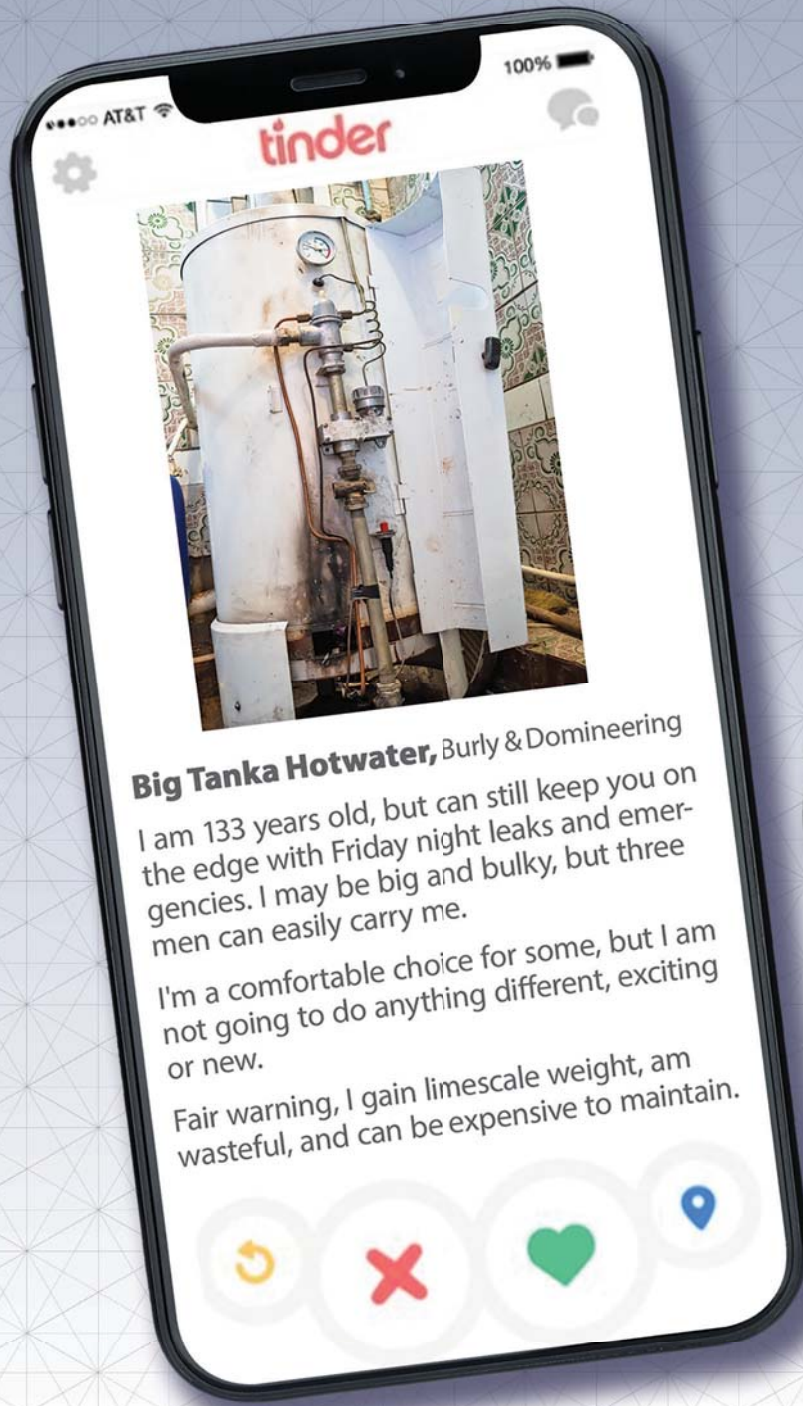 AT&T
100%
tinder
Big Tanka Hotwater, Burly & Domineering
I am 133 years old, but can still keep you on
the edge with Friday night leaks and emer-
gencies. I may be big and bulky, but three
men can easily carry me.
I'm a comfortable choice for some, but I am
not going to do anything different, exciting
or new.
Fair warning, I gain limescale weight, am
wasteful, and can be expensive to maintain.